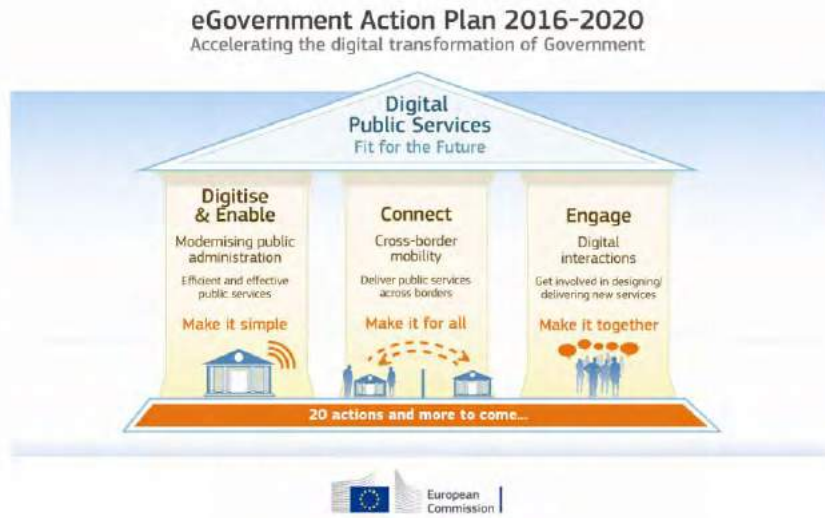 eGovernment Action Plan 2016-2020
Accelerating the digital transformation of Government
Digital
Public Services
Fit for the Future
Digitise
& Enable
Modernising public
administration
Efficient and effective
public services
Make it simple
Connect
Cross-border
mobility
Deliver public services
across borders
Make it for all
Engage
Digital
interactions
Get involved in designing/
delivering new services
Make it together
20 actions and more to come...
European
Commission